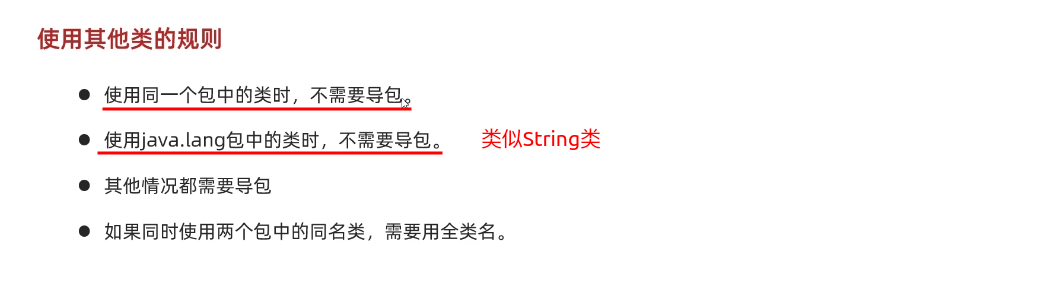 使用其他类的规则
● 使用同一个包中的类时，不需要导包。
● 使用java.lang包中的类时，不需要导包。 类似String类
● 其他情况都需要导包
● 如果同时使用两个包中的同名类，需要用全类名。